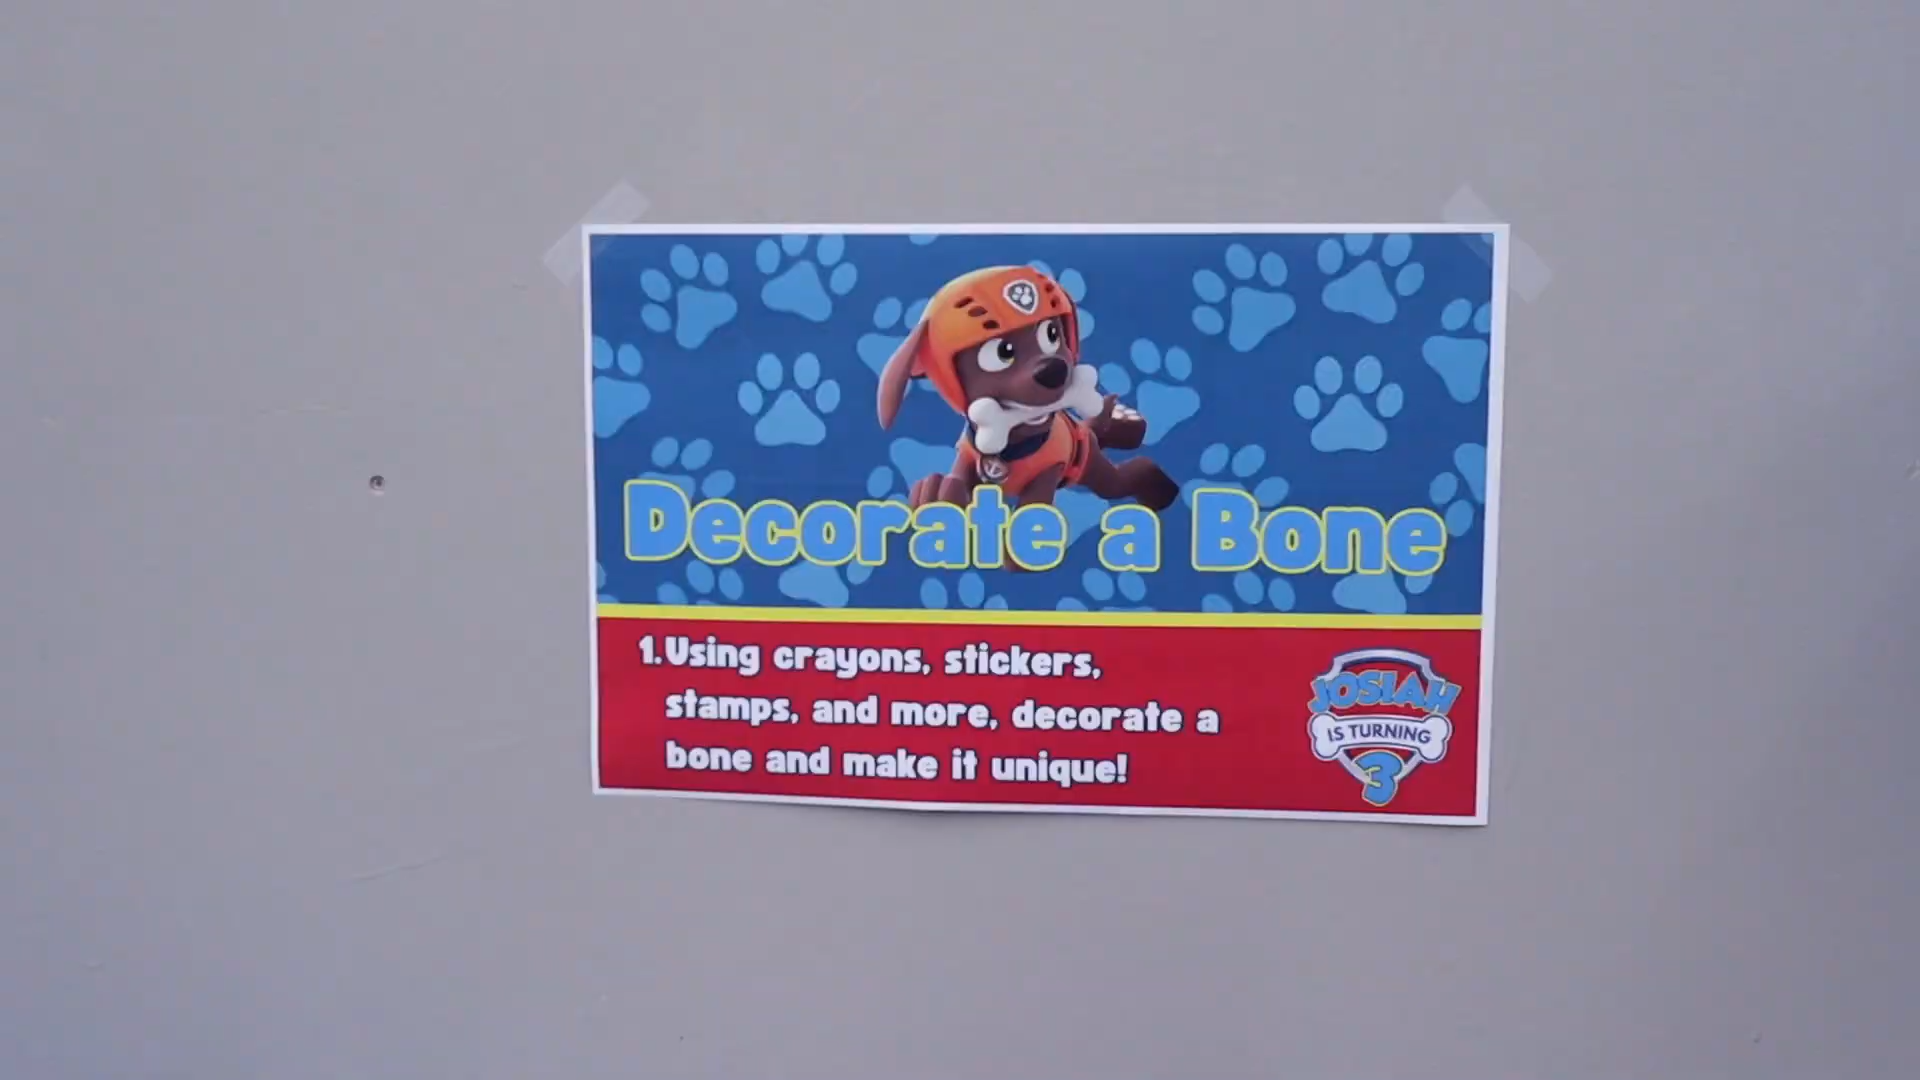 Decorate a Bone
1. Using crayons, stickers,
stamps, and more, decorate a
bone and make it unique!
JOSIAH
IS TURNING
3